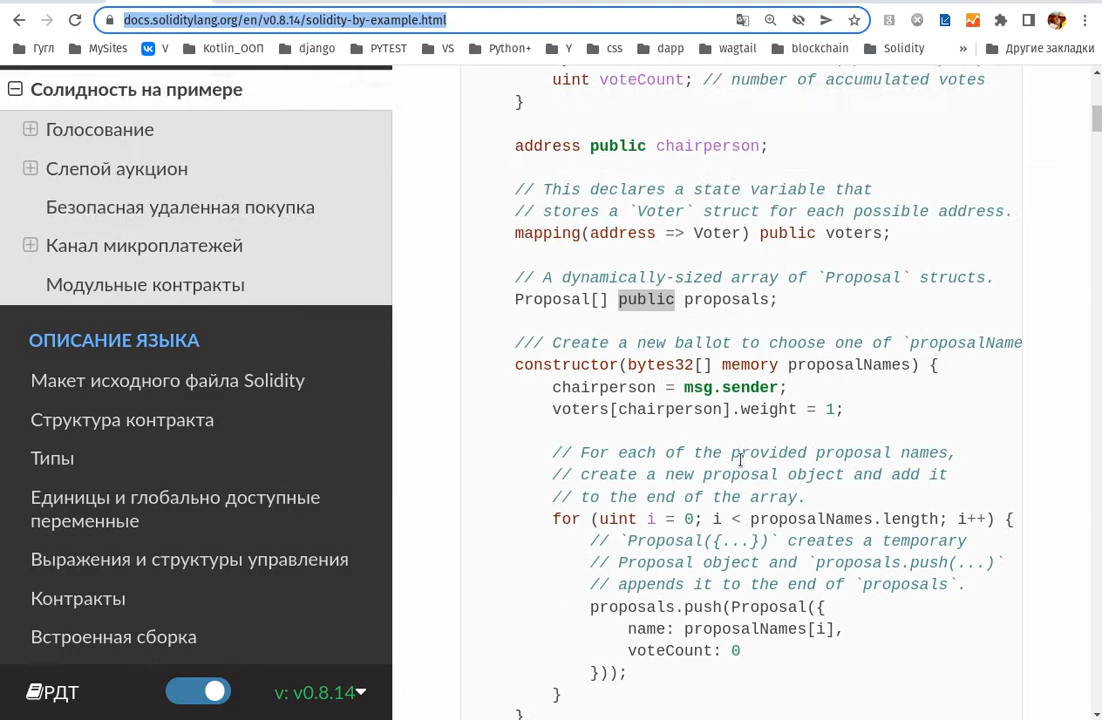 docs.soliditylang.org/en/v0.8.14/solidity-by-example.html
Гугл
MySites
V
Kotlin_ООП
django
PYTEST
VS
Python+
Y
css
dapp
wagtail
blockchain
Solidity
»
Другие закладки
Солидность на примере
Голосование
Слепой аукцион
Безопасная удаленная покупка
Канал микроплатежей
Модульные контракты
ОПИСАНИЕ ЯЗЫКА
Макет исходного файла Solidity
Структура контракта
Типы
Единицы и глобально доступные
переменные
Выражения и структуры управления
Контракты
Встроенная сборка
РДТ
v: v0.8.14
uint voteCount; // number of accumulated votes
}
address public chairperson;
// This declares a state variable that
// stores a `Voter` struct for each possible address.
mapping(address => Voter) public voters;
// A dynamically-sized array of `Proposal` structs.
Proposal[] public proposals;
/// Create a new ballot to choose one of `proposalName
constructor(bytes32[] memory proposalNames) {
chairperson = msg.sender;
voters[chairperson].weight = 1;
// For each of the provided proposal names,
// create a new proposal object and add it
// to the end of the array.
for (uint i = 0; i < proposalNames.length; i++) {
// `Proposal({...})` creates a temporary
// Proposal object and `proposals.push(...)`
// appends it to the end of `proposals`.
proposals.push(Proposal({
name: proposalNames[i],
voteCount: 0
}));
}
}